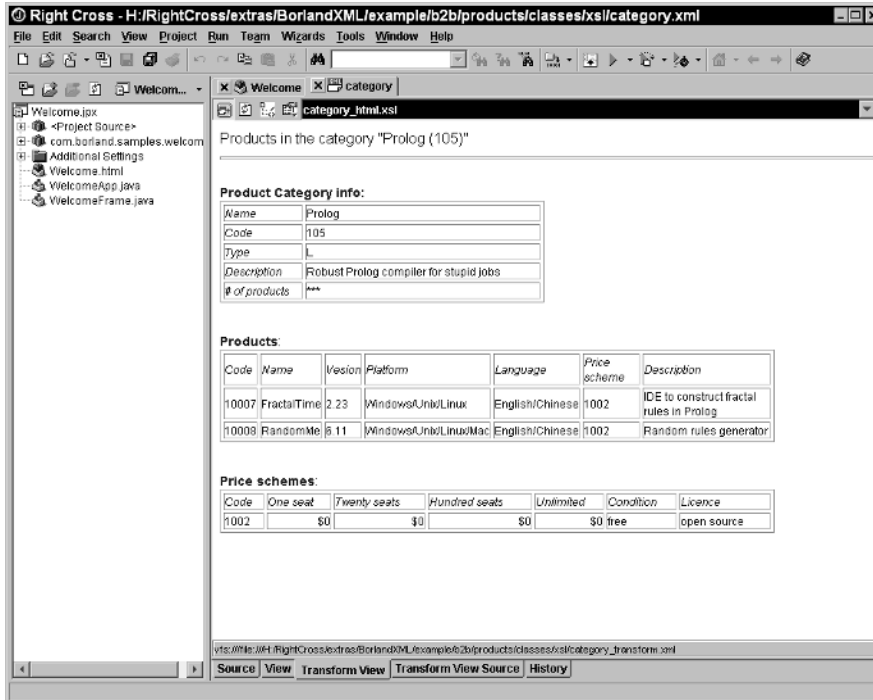 Right Cross - H:/RightCross/extras/BorlandXML/example/b2b/products/classes/xsl/category.xml
File Edit Search View Project Run Team Wizards Tools Window Help
Welcom...
Welcome category
Welcome.jpx
<Project Source>
com.borland.samples.welcom
Additional Settings
Welcome.html
WelcomeApp.java
WelcomeFrame.java
category_html.xsl
Products in the category "Prolog (105)"
Product Category info:
Name Prolog
Code 105
Type L
Description Robust Prolog compiler for stupid jobs
# of products ***
Products:
Code Name Vesion Platform Language Price scheme Description
10007 FractalTime 2.23 Windows/Unix/Linux English/Chinese 1002 IDE to construct fractal rules in Prolog
10008 RandomMe 6.11 Windows/Unix/Linux/Mac English/Chinese 1002 Random rules generator
Price schemes:
Code One seat Twenty seats Hundred seats Unlimited Condition Licence
1002 $0 $0 $0 $0 free open source
vfs:///file:///H:/RightCross/extras/BorlandXML/example/b2b/products/classes/xsl/category_transform.xml
Source View Transform View Transform View Source History